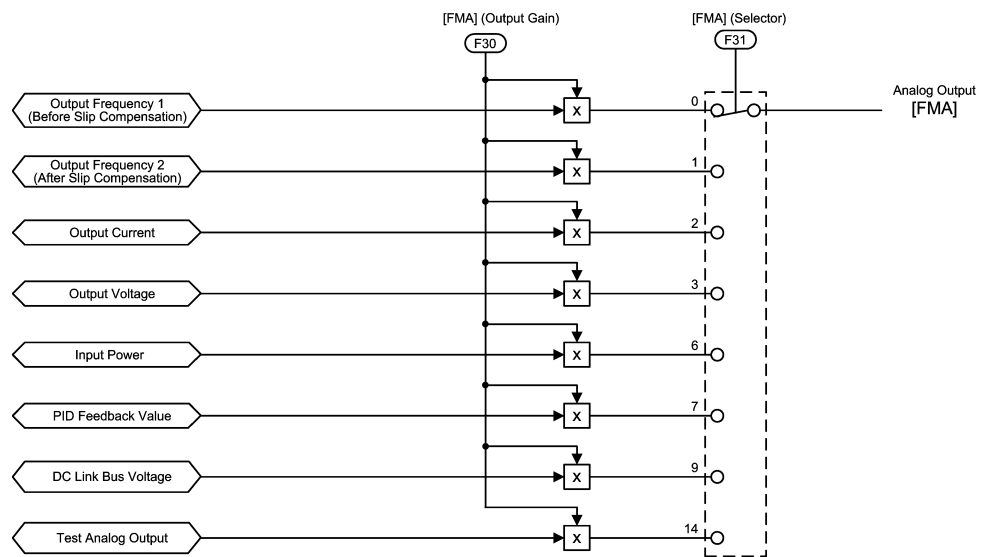 [FMA] (Output Gain)
[FMA] (Selector)
F30
F31
Output Frequency 1
(Before Slip Compensation)
X
0
Analog Output
[FMA]
Output Frequency 2
(After Slip Compensation)
X
1
Output Current
X
2
Output Voltage
X
3
Input Power
X
6
PID Feedback Value
X
7
DC Link Bus Voltage
X
9
Test Analog Output
X
14